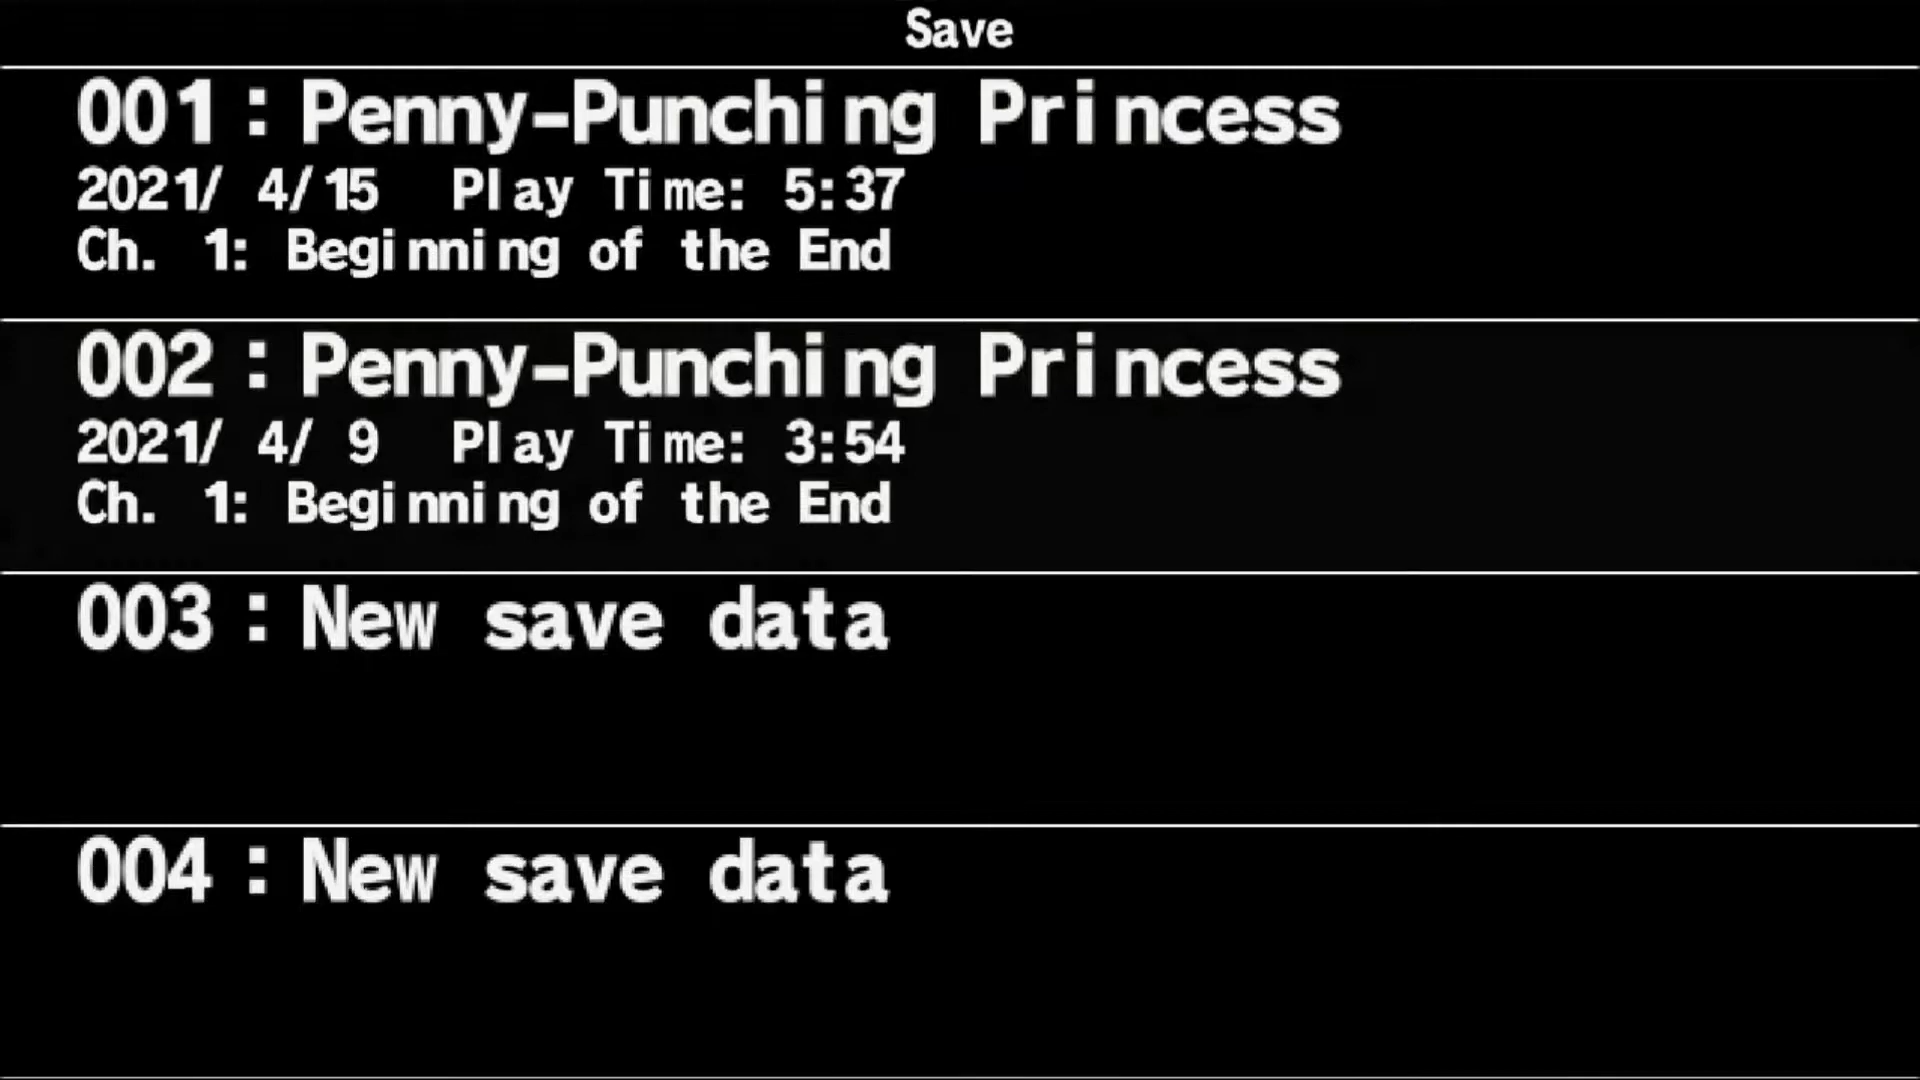 Save
001：Penny-Punching Princess
2021/ 4/15  Play Time: 5:37
Ch. 1: Beginning of the End
002：Penny-Punching Princess
2021/ 4/ 9  Play Time: 3:54
Ch. 1: Beginning of the End
003：New save data
004：New save data